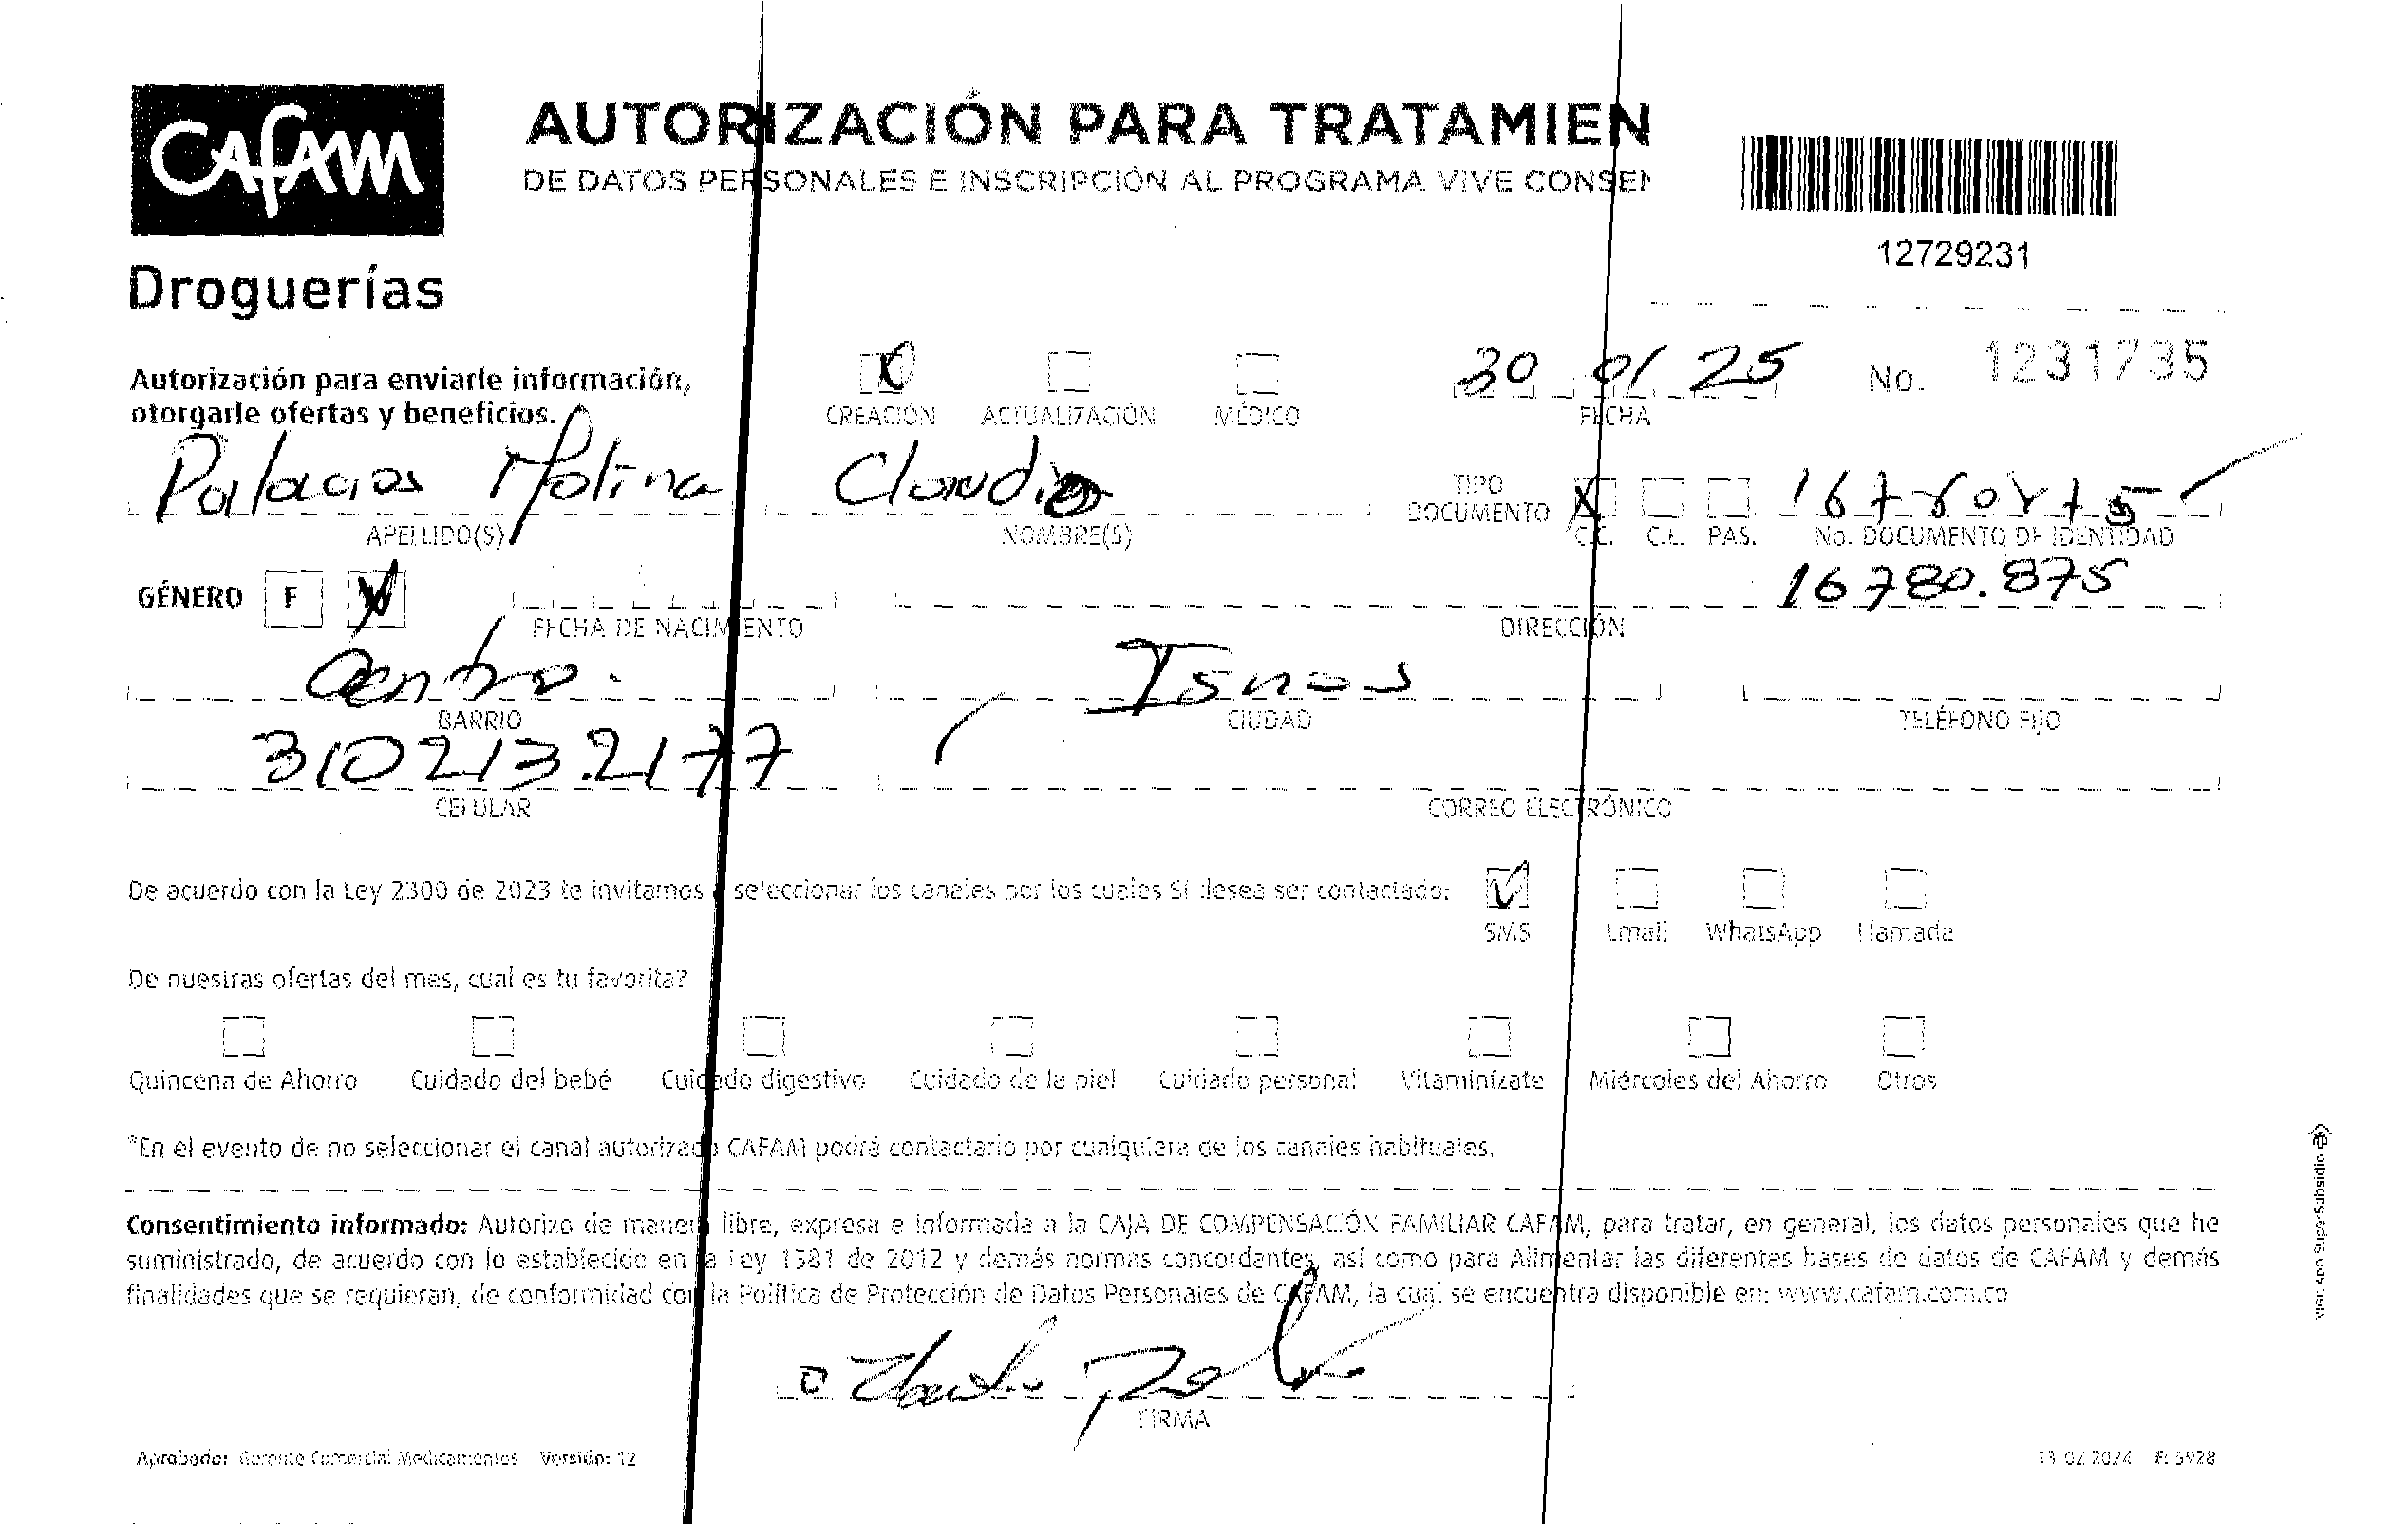 CAFAM
Droguerías
AUTORIZACIÓN PARA TRATAMIEN
DE DATOS PERSONALES E INSCRIPCIÓN AL PROGRAMA VIVE CONSEN
12729231
Autorización para enviarle información,
otorgarle ofertas y beneficios.
X CREACIÓN ACTUALIZACIÓN MÉDICO
30 01 25
FECHA
No. 1231735
Palacios Molina Claudio
APELLIDO(S) NOMBRE(S)
TIPO DOCUMENTO X C.C. C.E. PAS.
No. DOCUMENTO DE IDENTIDAD
16780.875
GÉNERO F
FECHA DE NACIMIENTO DIRECCIÓN
Centro. Isnos
BARRIO CIUDAD TELÉFONO FIJO
310213.2177
CELULAR CORREO ELECTRÓNICO
De acuerdo con la Ley 2300 de 2023 te invitamos a seleccionar los canales por los cuales SI desea ser contactado:
SMS Email WhatsApp Llamada
De nuestras ofertas del mes, cual es tu favorita?
Quincena de Ahorro Cuidado del bebé Cuidado digestivo Cuidado de la piel Cuidado personal Vitaminízate Miércoles del Ahorro Otros
*En el evento de no seleccionar el canal autorizado CAFAM podrá contactarlo por cualquiera de los canales habituales.
Consentimiento informado: Autorizo de manera libre, expresa e informada a la CAJA DE COMPENSACIÓN FAMILIAR CAFAM, para tratar, en general, los datos personales que he
suministrado, de acuerdo con lo establecido en la Ley 1581 de 2012 y demás normas concordantes, así como para Alimentar las diferentes bases de datos de CAFAM y demás
finalidades que se requieran, de conformidad con la Política de Protección de Datos Personales de CAFAM, la cual se encuentra disponible en: www.cafam.com.co
FIRMA
Aprobador Gerente Comercial Medicamentos Versión: 12
13 02 2024 F: 5928